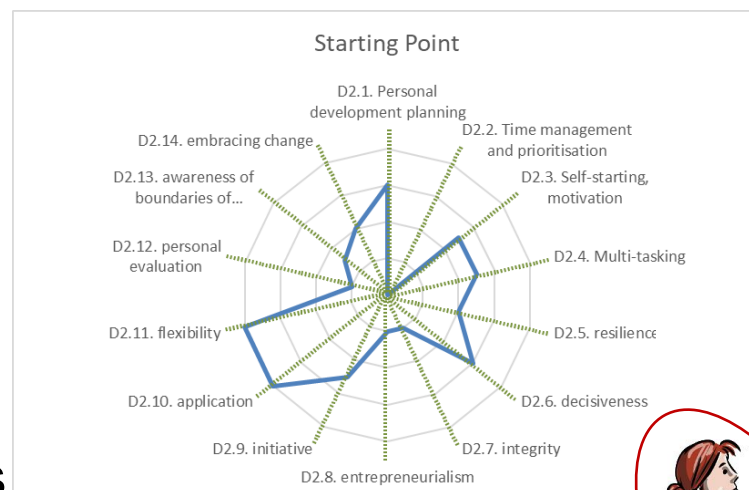 Starting Point
D2.1. Personal
development planning
D2.2. Time management
and prioritisation
D2.3. Self-starting,
motivation
D2.4. Multi-tasking
D2.5. resilience
D2.6. decisiveness
D2.7. integrity
D2.8. entrepreneurialism
D2.9. initiative
D2.10. application
D2.11. flexibility
D2.12. personal
evaluation
D2.13. awareness of
boundaries of...
D2.14. embracing change
s